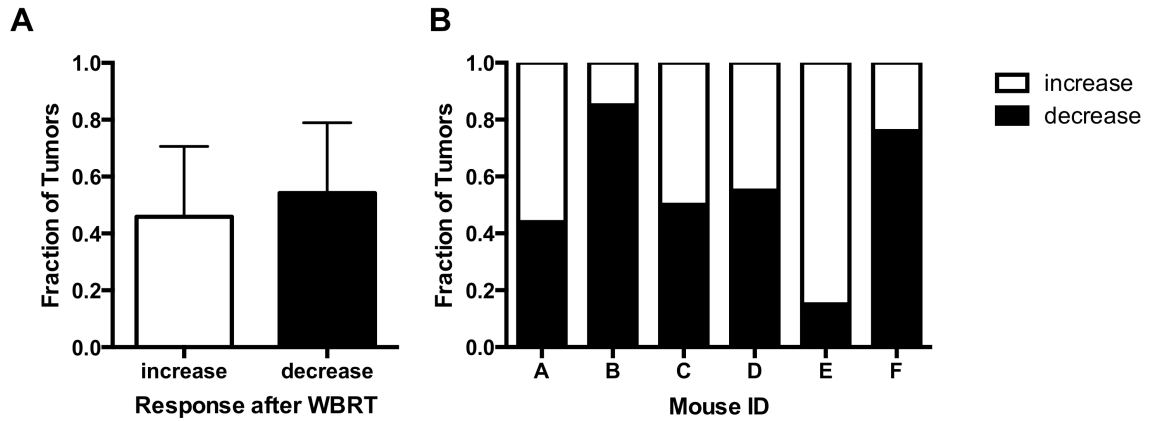 A
Fraction of Tumors
1.0
0.8
0.6
0.4
0.2
0.0
increase decrease
Response after WBRT
B
Fraction of Tumors
1.0
0.8
0.6
0.4
0.2
0.0
A B C D E F
Mouse ID
increase
decrease